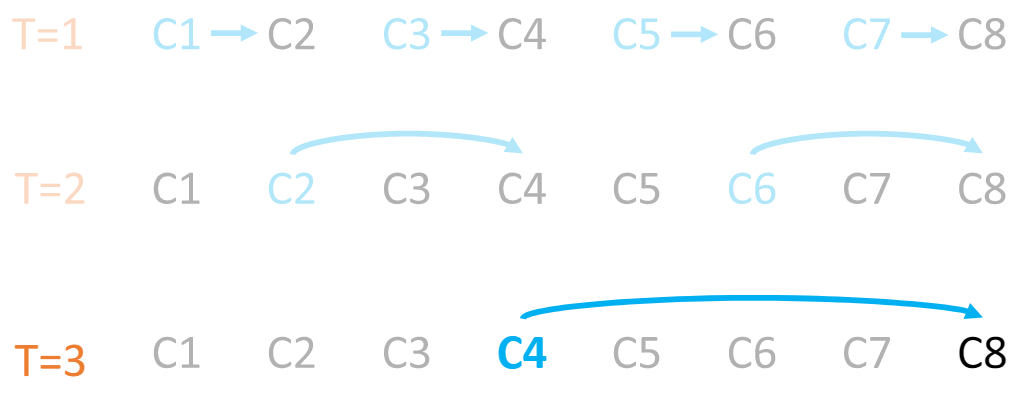 T=1 C1 C2 C3 C4 C5 C6 C7 C8
T=2 C1 C2 C3 C4 C5 C6 C7 C8
T=3 C1 C2 C3 C4 C5 C6 C7 C8